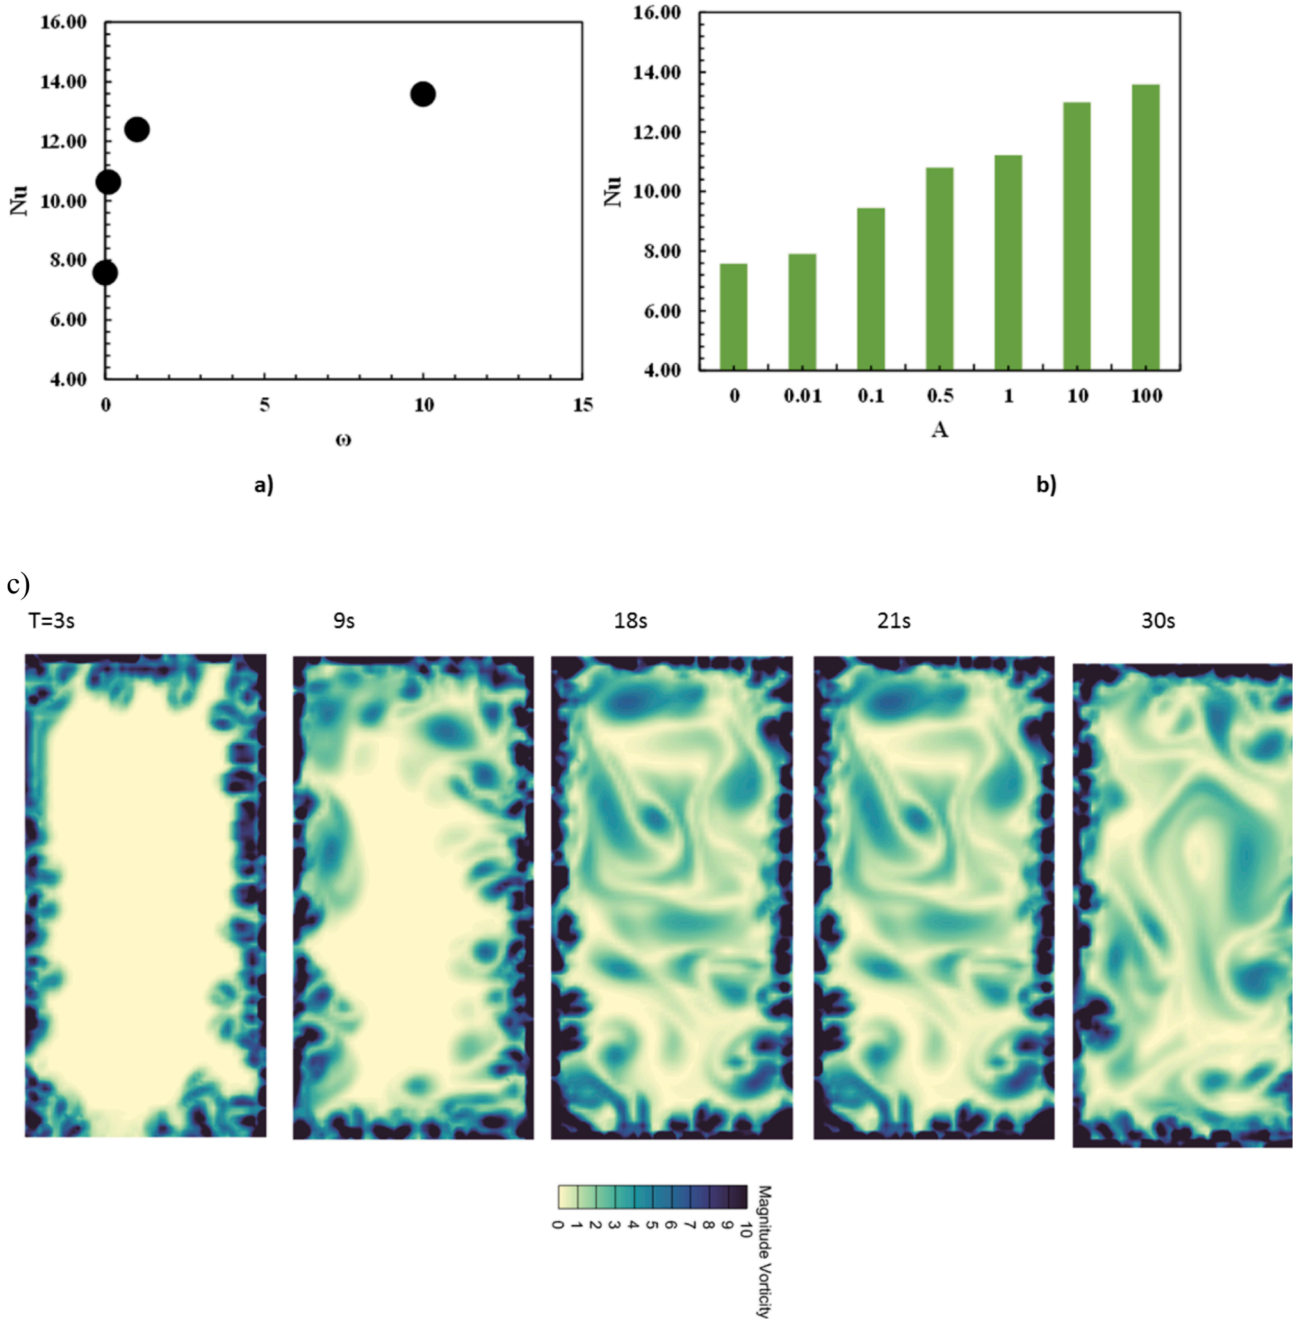 16.00
14.00
12.00
10.00
8.00
6.00
4.00
Nu
0 5 10 15
ω
a)
16.00
14.00
12.00
10.00
8.00
6.00
4.00
Nu
0 0.01 0.1 0.5 1 10 100
A
b)
c)
T=3s 9s 18s 21s 30s
0 1 2 3 4 5 6 7 8 9 10
Magnitude Vorticity